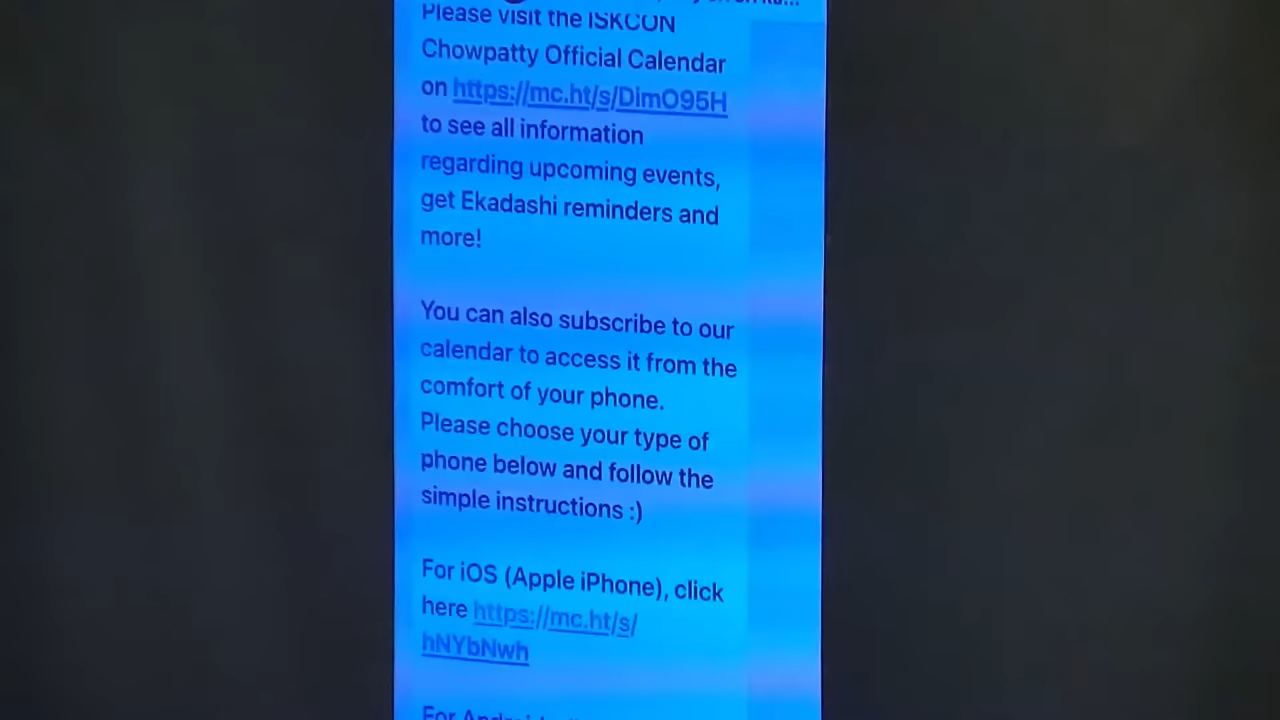 Please visit the ISKCON
Chowpatty Official Calendar
on https://mc.ht/s/DimO95H
to see all information
regarding upcoming events,
get Ekadashi reminders and
more!
You can also subscribe to our
calendar to access it from the
comfort of your phone.
Please choose your type of
phone below and follow the
simple instructions :)
For iOS (Apple iPhone), click
here https://mc.ht/s/
hNYbNwh
For